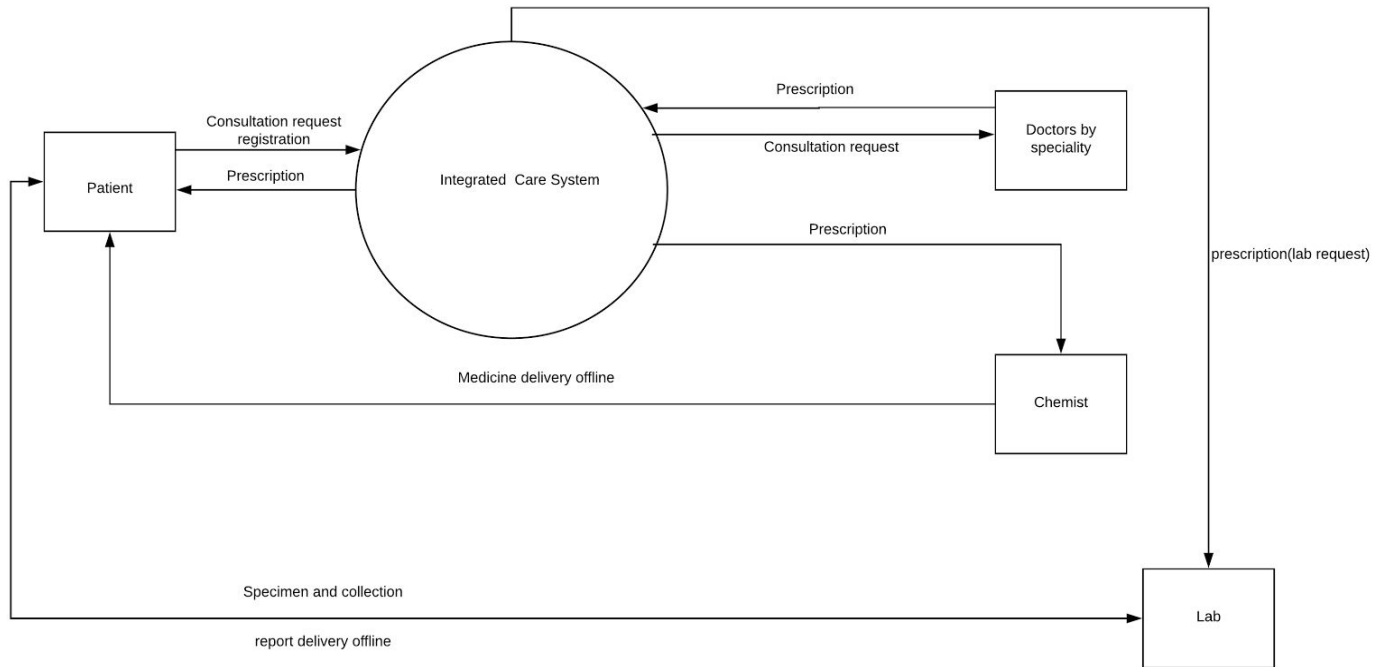 Prescription
Consultation request
registration
Doctors by
speciality
Consultation request
Prescription
Integrated Care System
Patient
Prescription
prescription(lab request)
Medicine delivery offline
Chemist
Specimen and collection
Lab
report delivery offline